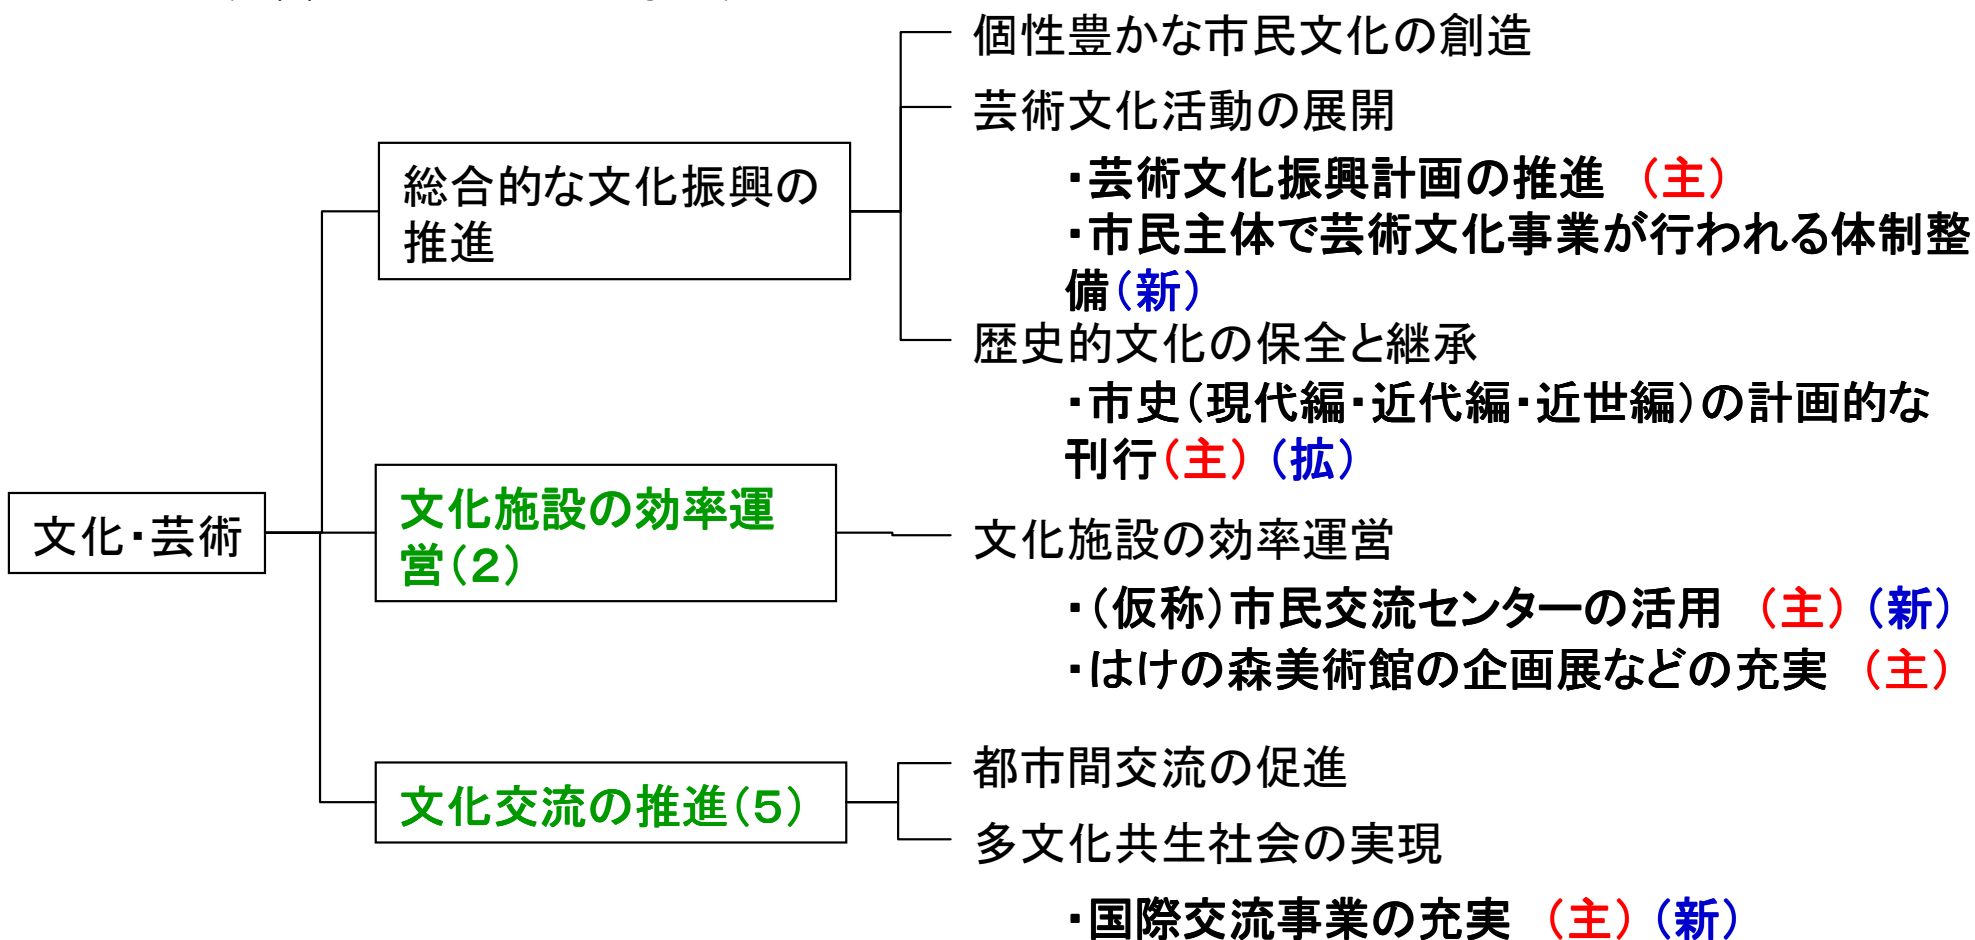 個性豊かな市民文化の創造
芸術文化活動の展開
・芸術文化振興計画の推進 (主)
・市民主体で芸術文化事業が行われる体制整
備(新)
総合的な文化振興の
推進
歴史的文化の保全と継承
・市史(現代編・近代編・近世編)の計画的な
刊行(主)(拡)
文化・芸術
文化施設の効率運
営(2)
文化施設の効率運営
・(仮称)市民交流センターの活用 (主)(新)
・はけの森美術館の企画展などの充実 (主)
文化交流の推進(5)
都市間交流の促進
多文化共生社会の実現
・国際交流事業の充実 (主)(新)